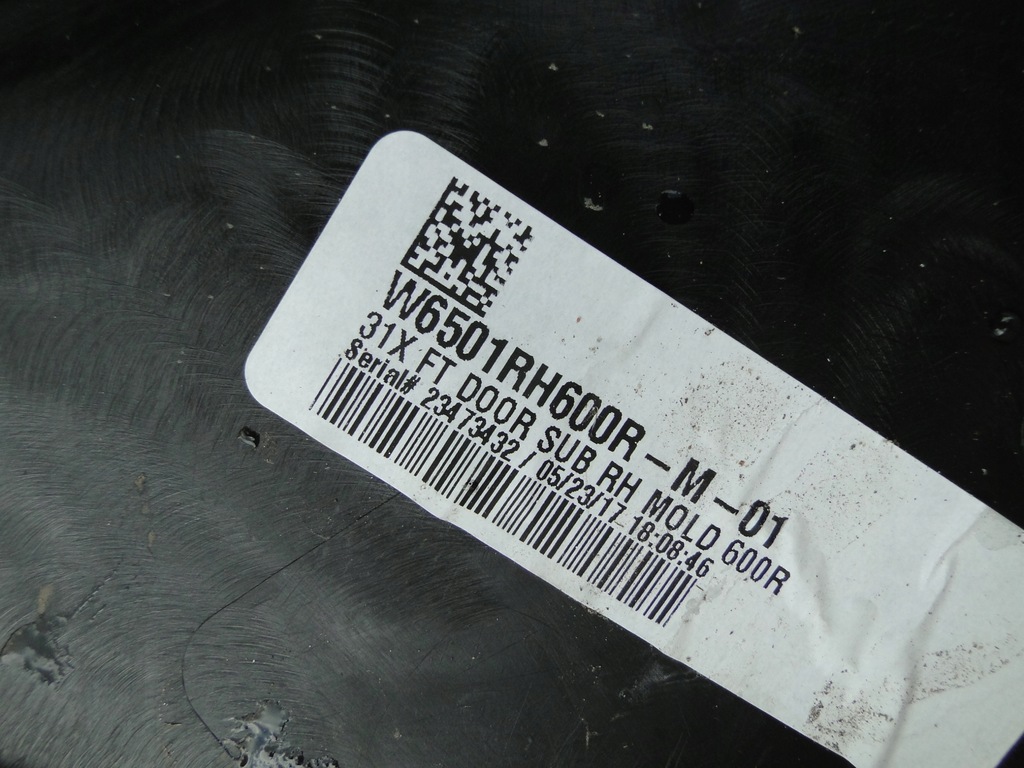 W6501RH600R-M-01
31X FT DOOR SUB RH MOLD 600R
Serial# 23473432 / 05/23/17 18:08:46